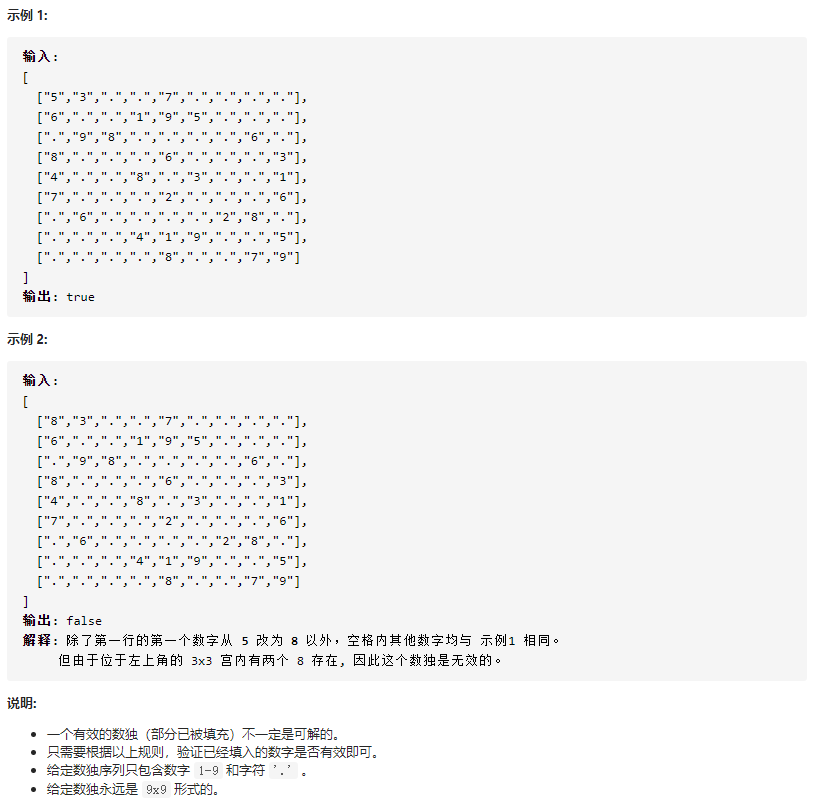 示例 1:
输入:
[
["5","3",".",".","7",".",".",".","."],
["6",".",".","1","9","5",".",".","."],
[".","9","8",".",".",".",".","6","."],
["8",".",".",".","6",".",".",".","3"],
["4",".",".","8",".","3",".",".","1"],
["7",".",".",".","2",".",".",".","6"],
[".","6",".",".",".",".","2","8","."],
[".",".",".","4","1","9",".",".","5"],
[".",".",".",".","8",".",".","7","9"]
]
输出: true
示例 2:
输入:
[
["8","3",".",".","7",".",".",".","."],
["6",".",".","1","9","5",".",".","."],
[".","9","8",".",".",".",".","6","."],
["8",".",".",".","6",".",".",".","3"],
["4",".",".","8",".","3",".",".","1"],
["7",".",".",".","2",".",".",".","6"],
[".","6",".",".",".",".","2","8","."],
[".",".",".","4","1","9",".",".","5"],
[".",".",".",".","8",".",".","7","9"]
]
输出: false
解释: 除了第一行的第一个数字从 5 改为 8 以外，空格内其他数字均与 示例1 相同。
但由于位于左上角的 3x3 宫内有两个 8 存在, 因此这个数独是无效的。
说明:
• 一个有效的数独（部分已被填充）不一定是可解的。
• 只需要根据以上规则，验证已经填入的数字是否有效即可。
• 给定数独序列只包含数字 1-9 和字符 '.' 。
• 给定数独永远是 9x9 形式的。